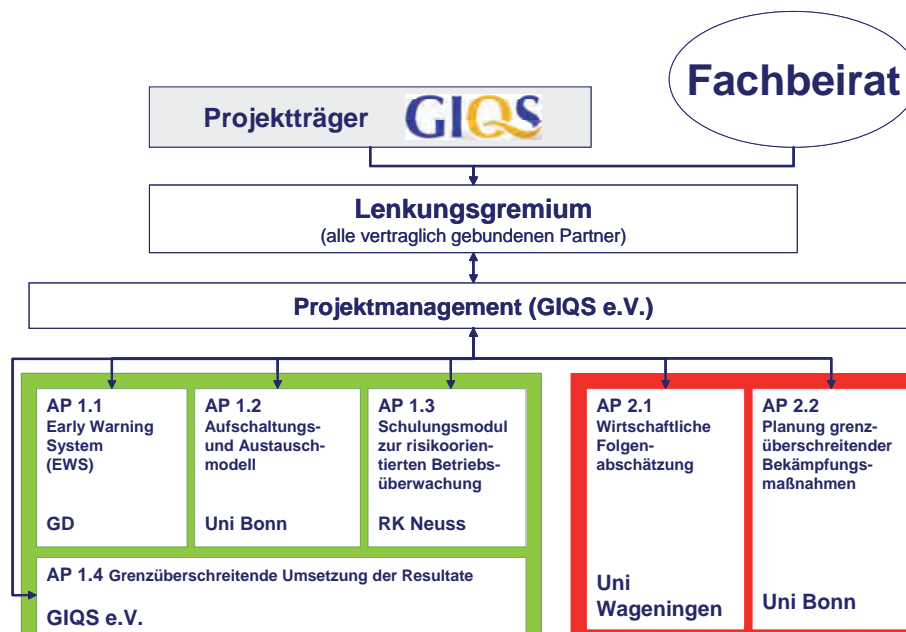 Fachbeirat
Projektträger GIQS
Lenkungsgremium
(alle vertraglich gebundenen Partner)
Projektmanagement (GIQS e.V.)
AP 1.1
Early Warning
System
(EWS)
GD
AP 1.2
Aufschaltungs-
und Austausch-
modell
Uni Bonn
AP 1.3
Schulungsmodul
zur risikoorien-
tierten Betriebs-
überwachung
RK Neuss
AP 1.4 Grenzüberschreitende Umsetzung der Resultate
GIQS e.V.
AP 2.1
Wirtschaftliche
Folgen-
abschätzung
Uni
Wageningen
AP 2.2
Planung grenz-
überschreitender
Bekämpfungs-
maßnahmen
Uni Bonn